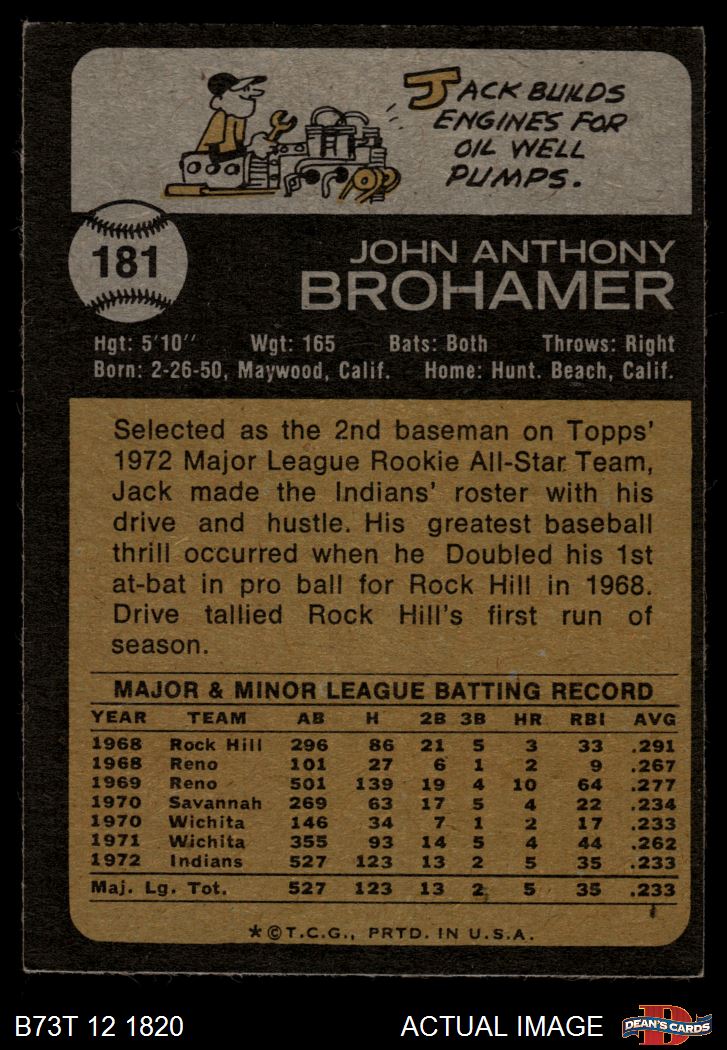 JACK BUILDS
ENGINES FOR
OIL WELL
PUMPS.
181
JOHN ANTHONY
BROHAMER
Hgt: 5'10" Wgt: 165 Bats: Both Throws: Right
Born: 2-26-50, Maywood, Calif. Home: Hunt. Beach, Calif.
Selected as the 2nd baseman on Topps'
1972 Major League Rookie All-Star Team,
Jack made the Indians' roster with his
drive and hustle. His greatest baseball
thrill occurred when he Doubled his 1st
at-bat in pro ball for Rock Hill in 1968.
Drive tallied Rock Hill's first run of
season.
MAJOR & MINOR LEAGUE BATTING RECORD
YEAR TEAM AB H 2B 3B HR RBI AVG
1968 Rock Hill 296 86 21 5 3 33 .291
1968 Reno 101 27 6 1 2 9 .267
1969 Reno 501 139 19 4 10 64 .277
1970 Savannah 269 63 17 5 4 22 .234
1970 Wichita 146 34 7 1 2 17 .233
1971 Wichita 355 93 14 5 4 44 .262
1972 Indians 527 123 13 2 5 35 .233
Maj. Lg. Tot. 527 123 13 2 5 35 .233
*©T.C.G., PRTD. IN U.S.A.
B73T 12 1820 ACTUAL IMAGE
D
DEAN'S CARDS